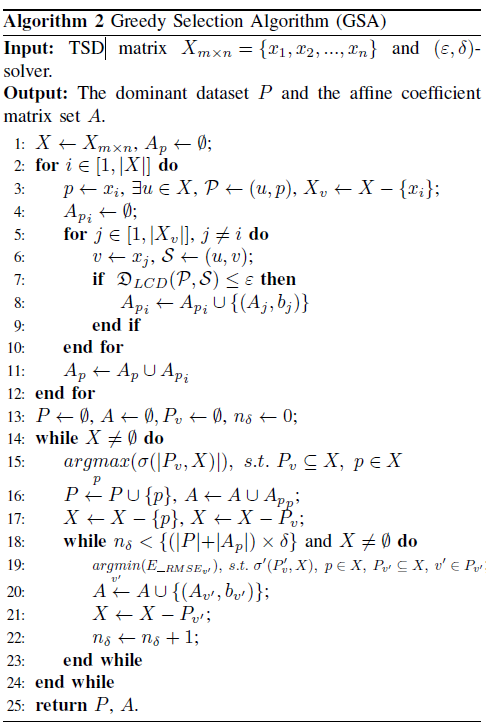 Algorithm 2 Greedy Selection Algorithm (GSA)
Input: TSD matrix X_{m×n} = {x_1, x_2, ..., x_n} and (ε, δ)-
solver.
Output: The dominant dataset P and the affine coefficient
matrix set A.
1: X ← X_{m×n}, A_p ← ∅;
2: for i ∈ [1, |X|] do
3: p ← x_i, ∃u ∈ X, 𝒫 ← (u, p), X_v ← X − {x_i};
4: A_{p_i} ← ∅;
5: for j ∈ [1, |X_v|], j ≠ i do
6: v ← x_j, 𝒮 ← (u, v);
7: if 𝔇_{LCD}(𝒫, 𝒮) ≤ ε then
8: A_{p_i} ← A_{p_i} ∪ {(A_j, b_j)}
9: end if
10: end for
11: A_p ← A_p ∪ A_{p_i}
12: end for
13: P ← ∅, A ← ∅, P_v ← ∅, n_δ ← 0;
14: while X ≠ ∅ do
15: argmax(σ(|P_v, X)|), s.t. P_v ⊆ X, p ∈ X
p
16: P ← P ∪ {p}, A ← A ∪ A_{p_p};
17: X ← X − {p}, X ← X − P_v;
18: while n_δ < {(|P|+|A_p|) × δ} and X ≠ ∅ do
19: argmin(E_RMSE_{v'}), s.t. σ'(P'_v, X), p ∈ X, P_{v'} ⊆ X, v' ∈ P_{v'}
v'
20: A ← A ∪ {(A_{v'}, b_{v'})};
21: X ← X − P_{v'};
22: n_δ ← n_δ + 1;
23: end while
24: end while
25: return P, A.